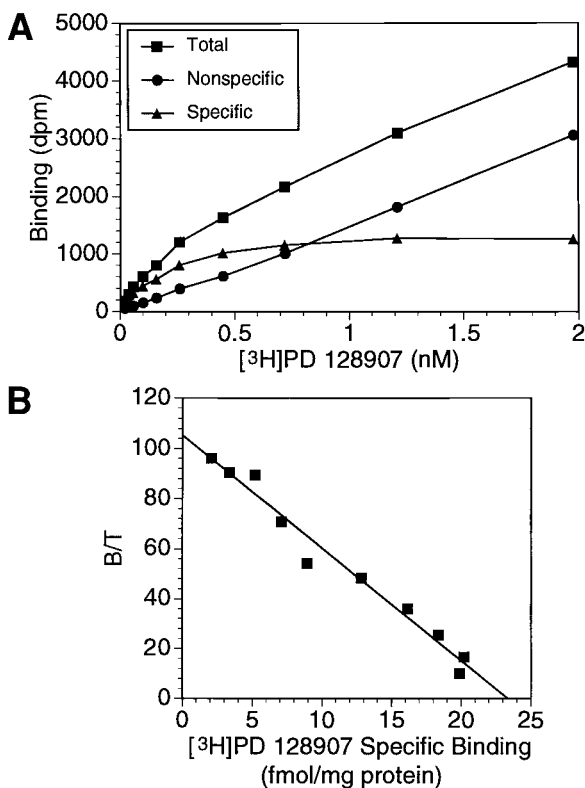 A
5000
4000
3000
2000
1000
0
Binding (dpm)
Total
Nonspecific
Specific
0
0.5
1
1.5
2
[³H]PD 128907 (nM)
B
120
100
80
60
40
20
0
B/T
0
5
10
15
20
25
[³H]PD 128907 Specific Binding
(fmol/mg protein)